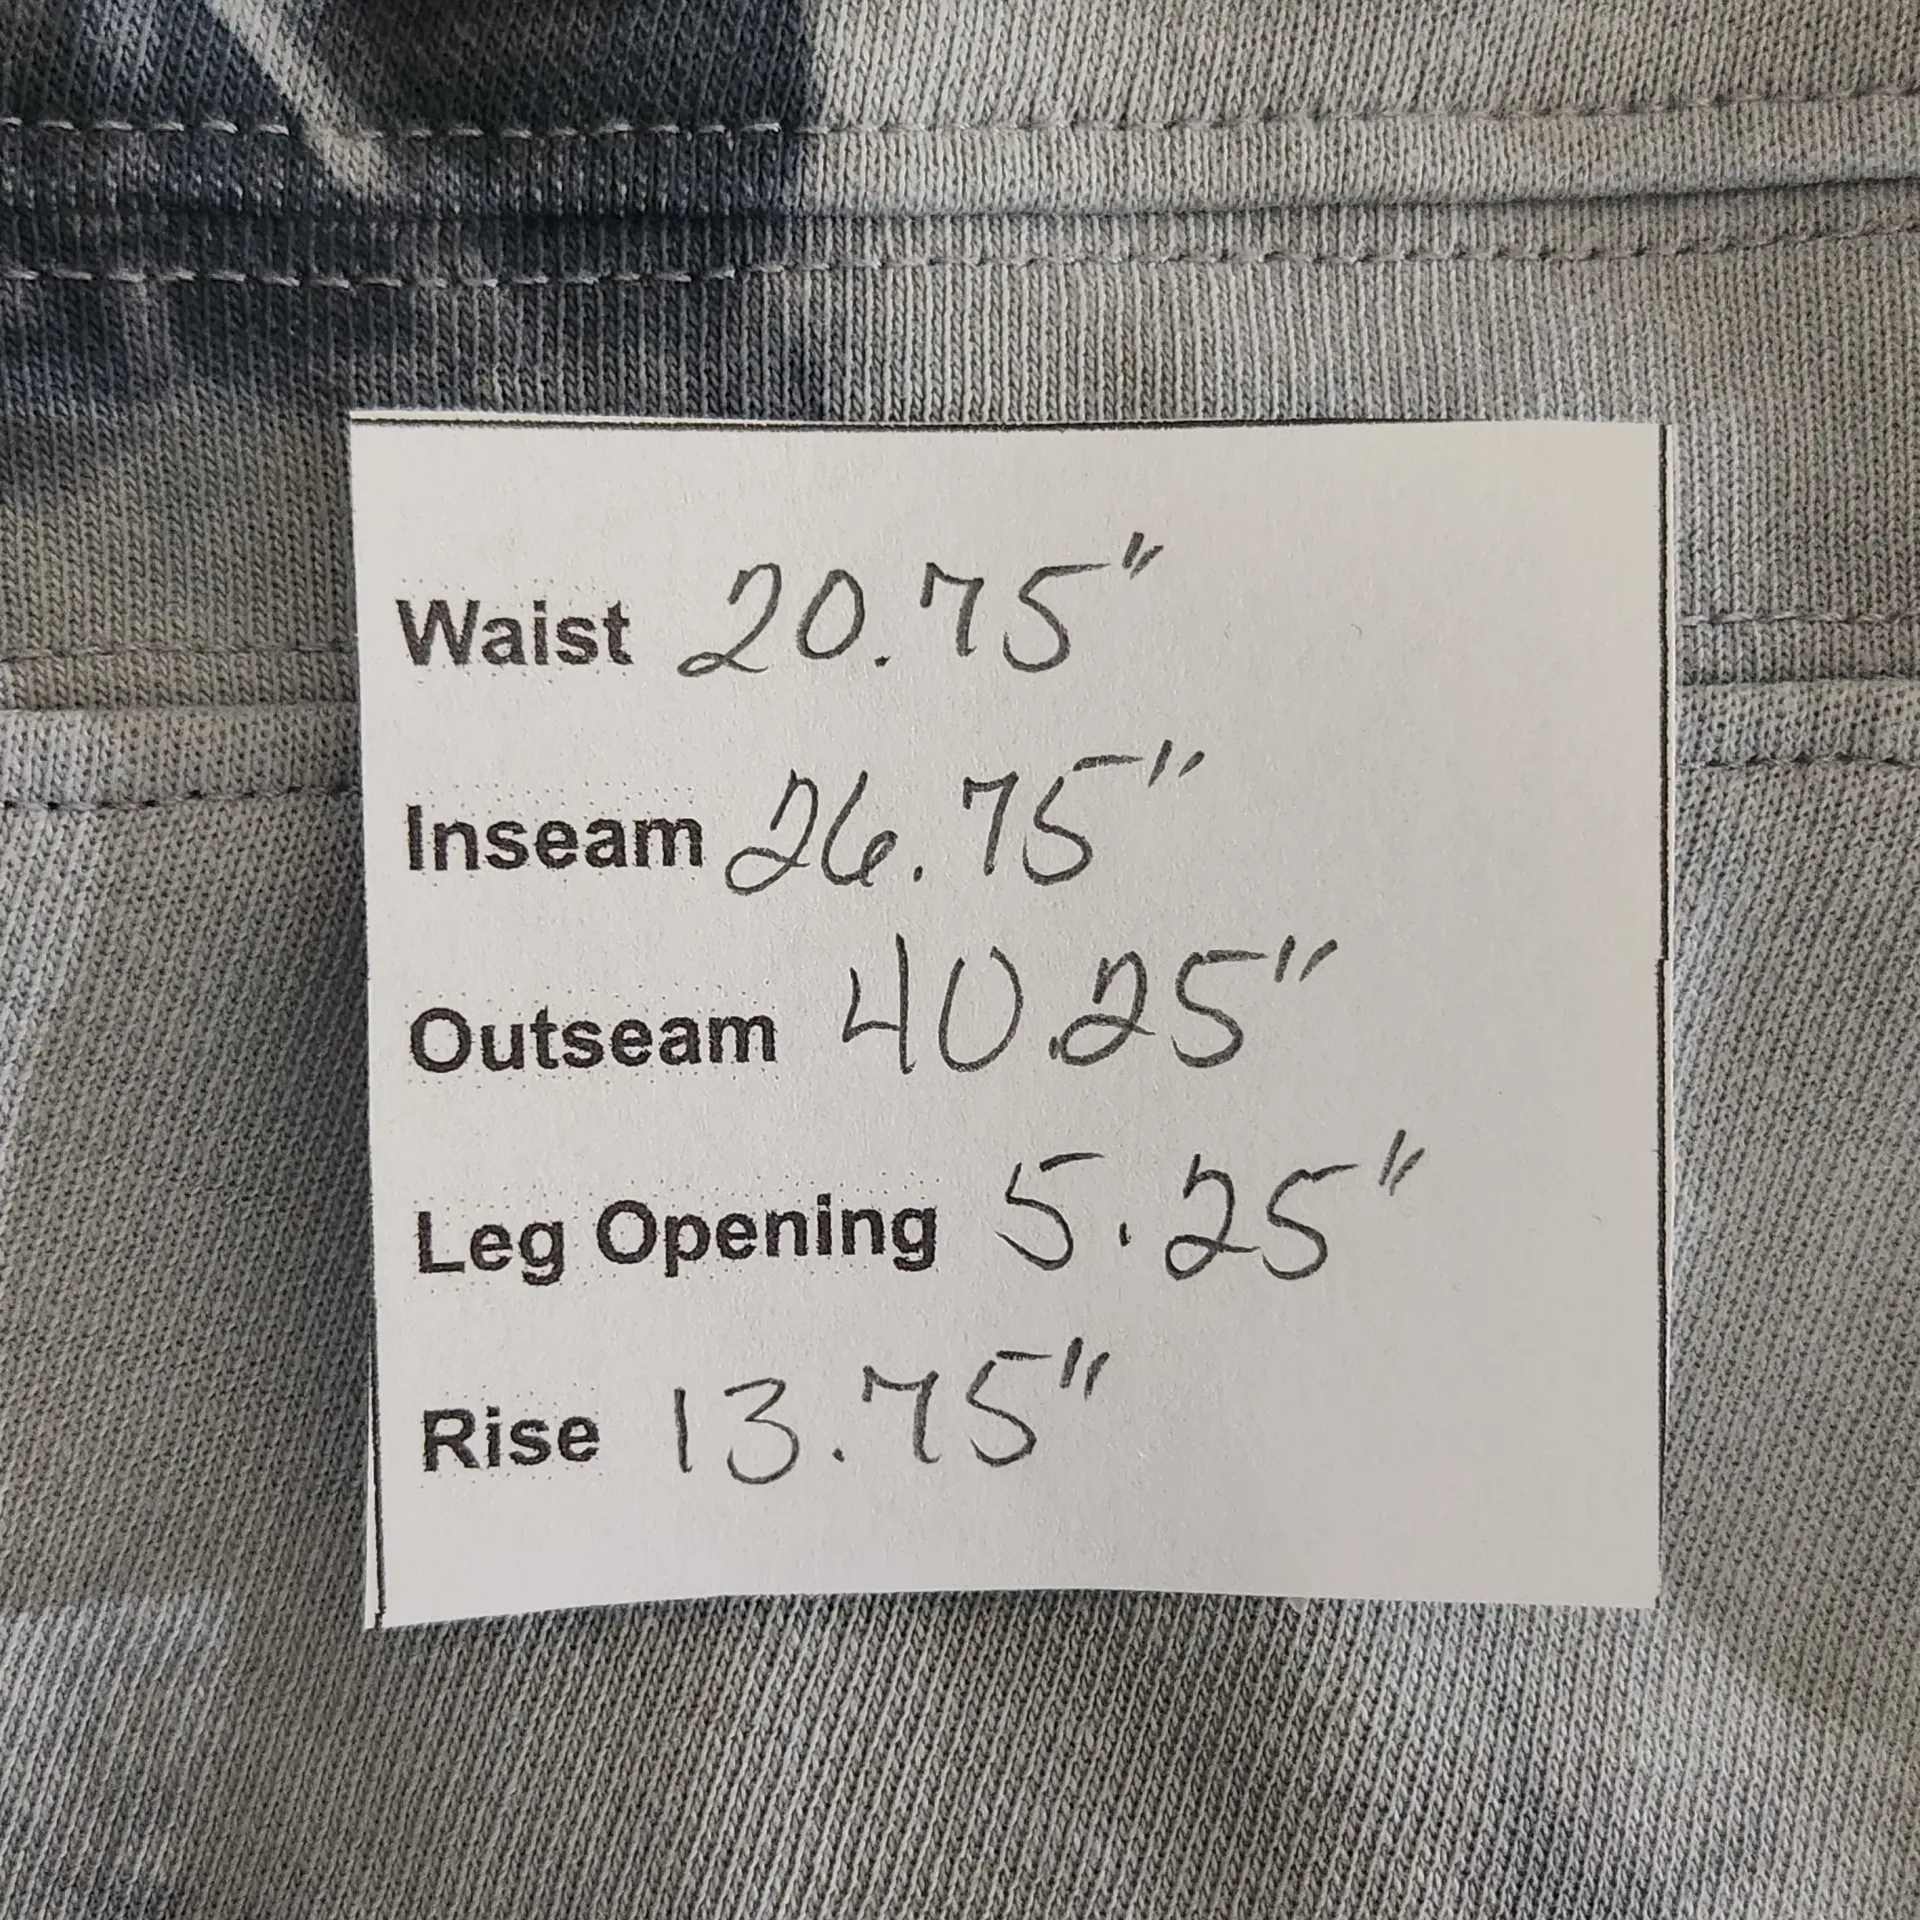 Waist 20.75"
Inseam 26.75"
Outseam 40.25"
Leg Opening 5.25"
Rise 13.75"